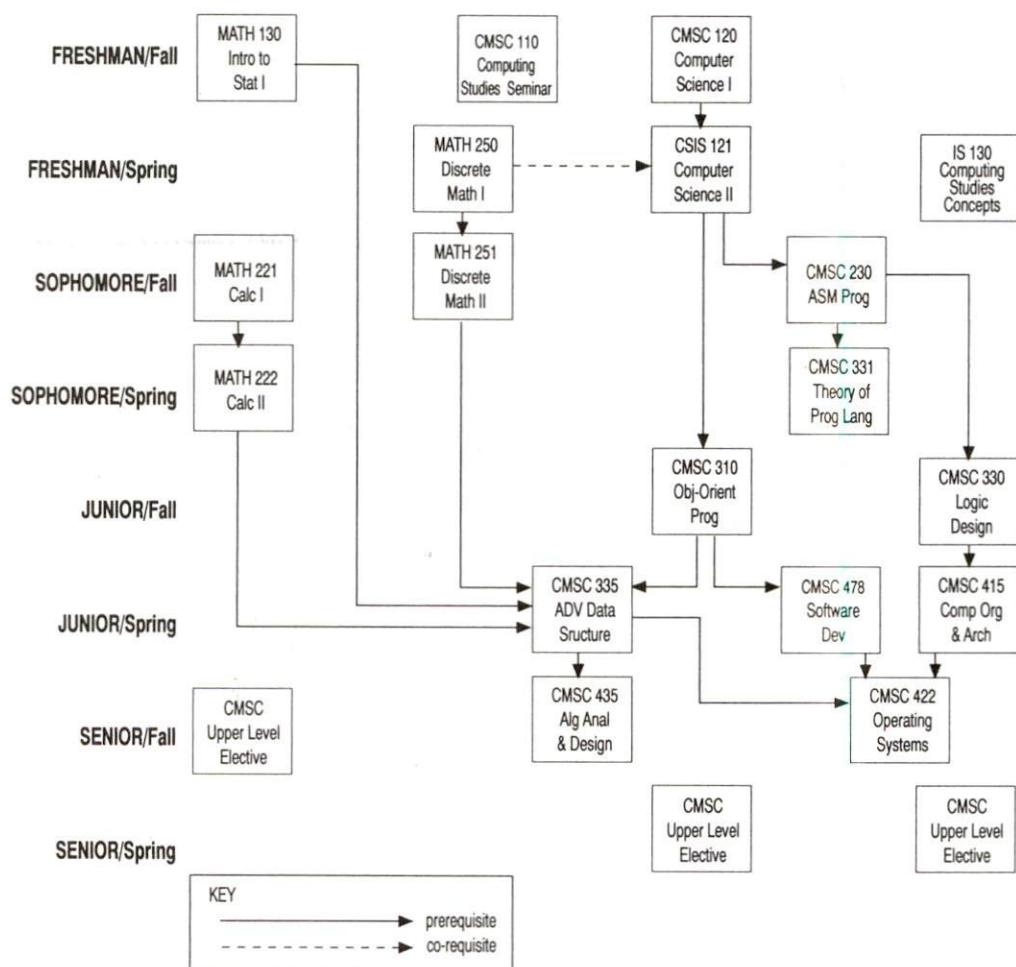 FRESHMAN/Fall
MATH 130
Intro to
Stat I
CMSC 110
Computing
Studies Seminar
CMSC 120
Computer
Science I
FRESHMAN/Spring
MATH 250
Discrete
Math I
CSIS 121
Computer
Science II
IS 130
Computing
Studies
Concepts
SOPHOMORE/Fall
MATH 221
Calc I
MATH 251
Discrete
Math II
CMSC 230
ASM Prog
SOPHOMORE/Spring
MATH 222
Calc II
CMSC 331
Theory of
Prog Lang
JUNIOR/Fall
CMSC 310
Obj-Orient
Prog
CMSC 330
Logic
Design
JUNIOR/Spring
CMSC 335
ADV Data
Sructure
CMSC 478
Software
Dev
CMSC 415
Comp Org
& Arch
SENIOR/Fall
CMSC
Upper Level
Elective
CMSC 435
Alg Anal
& Design
CMSC 422
Operating
Systems
SENIOR/Spring
CMSC
Upper Level
Elective
CMSC
Upper Level
Elective
KEY
prerequisite
co-requisite